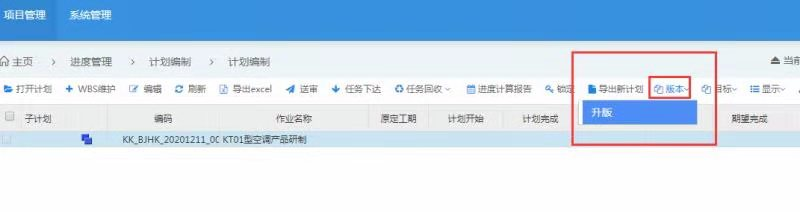 项目管理 系统管理
主页 > 进度管理 > 计划编制 > 计划编制 当前
打开计划 WBS维护 编辑 刷新 导出excel 送审 任务下达 任务回收 进度计算报告 锁定 导出新计划 版本 目标 显示
子计划 编码 作业名称 原定工期 计划开始 计划完成 期望完成
升版
KK_BJHK_20201211_0C KT01型空调产品研制